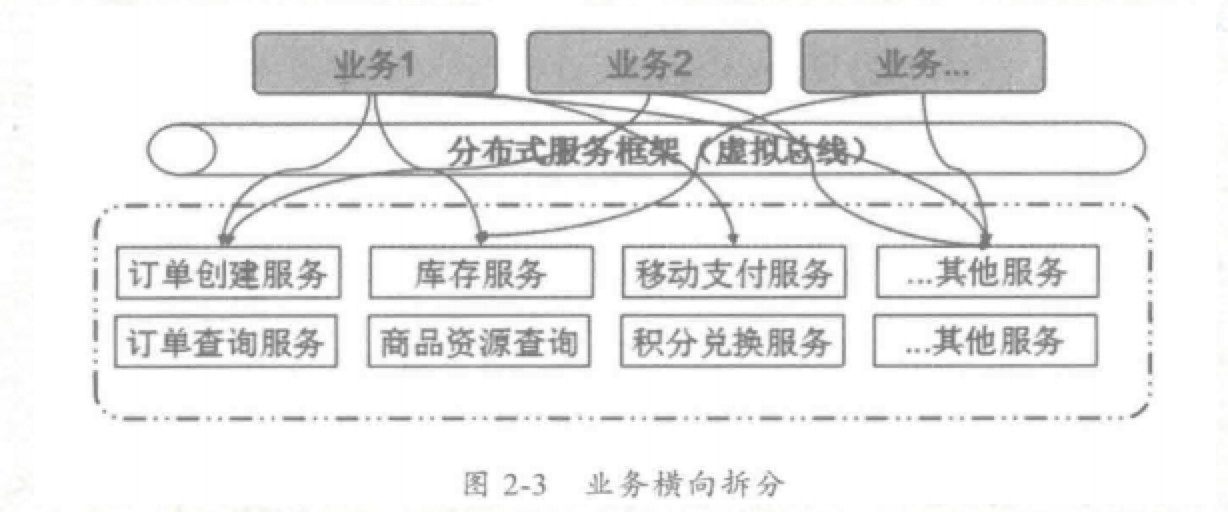 业务1 业务2 业务...
分布式服务框架（虚拟总线）
订单创建服务 库存服务 移动支付服务 ...其他服务
订单查询服务 商品资源查询 积分兑换服务 ...其他服务
图 2-3 业务横向拆分